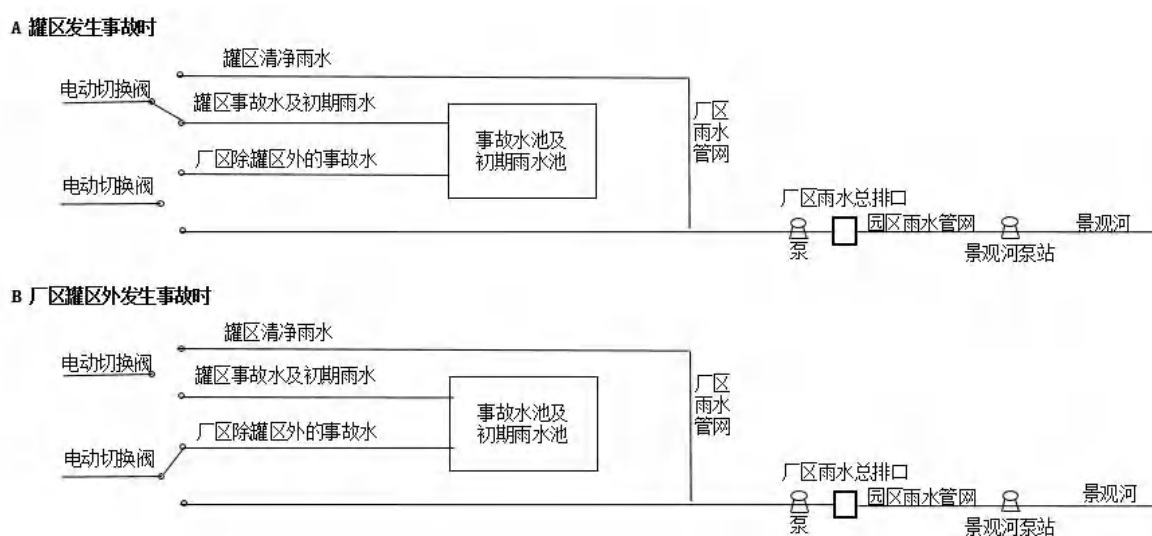 A 罐区发生事故时
罐区清净雨水
电动切换阀
罐区事故水及初期雨水
事故水池及
初期雨水池
厂区
雨水
管网
厂区除罐区外的事故水
电动切换阀
厂区雨水总排口
园区雨水管网
景观河
泵
景观河泵站
B 厂区罐区外发生事故时
罐区清净雨水
电动切换阀
罐区事故水及初期雨水
事故水池及
初期雨水池
厂区
雨水
管网
厂区除罐区外的事故水
电动切换阀
厂区雨水总排口
园区雨水管网
景观河
泵
景观河泵站